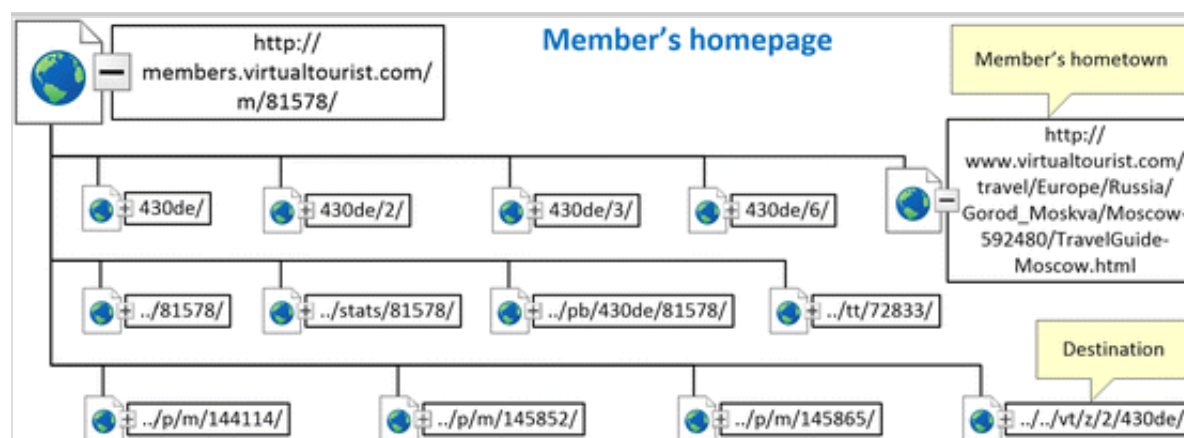 Member's homepage
http://
members.virtualtourist.com/
m/81578/
Member's hometown
http://
www.virtualtourist.com/
travel/Europe/Russia/
Gorod_Moskva/Moscow-
592480/TravelGuide-
Moscow.html
430de/
430de/2/
430de/3/
430de/6/
../81578/
../stats/81578/
../pb/430de/81578/
../tt/72833/
Destination
../p/m/144114/
../p/m/145852/
../p/m/145865/
../../vt/z/2/430de/